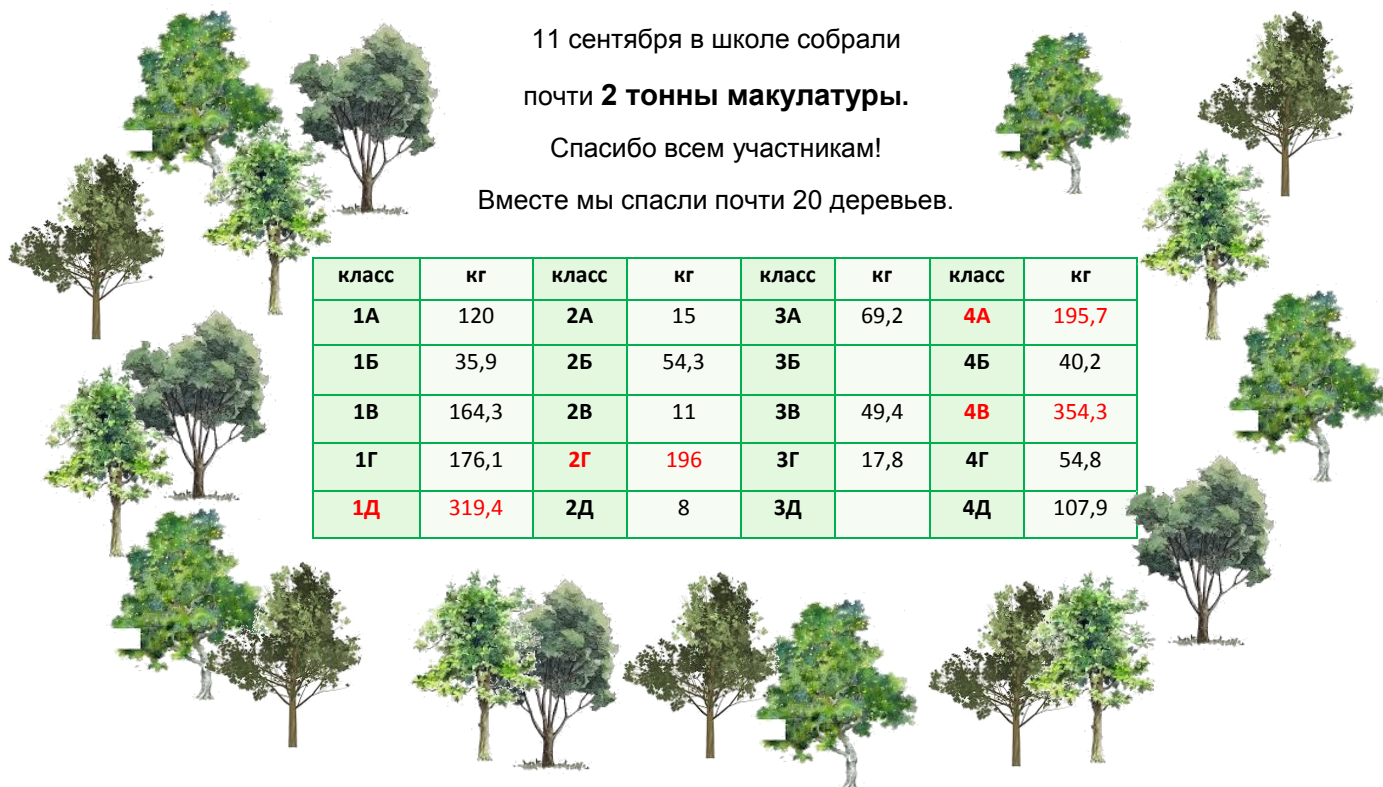 11 сентября в школе собрали
почти 2 тонны макулатуры.
Спасибо всем участникам!
Вместе мы спасли почти 20 деревьев.
класс кг класс кг класс кг класс кг
1А 120 2А 15 3А 69,2 4А 195,7
1Б 35,9 2Б 54,3 3Б 4Б 40,2
1В 164,3 2В 11 3В 49,4 4В 354,3
1Г 176,1 2Г 196 3Г 17,8 4Г 54,8
1Д 319,4 2Д 8 3Д 4Д 107,9